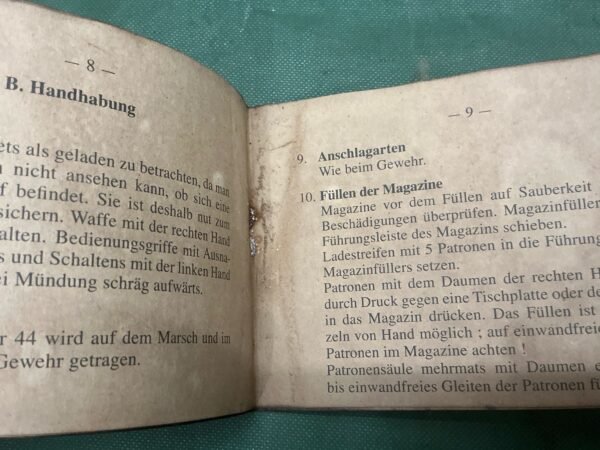 — 8 —
B. Handhabung
ets als geladen zu betrachten, da man
n nicht ansehen kann, ob sich eine
f befindet. Sie ist deshalb nut zum
sichern. Waffe mit der rechten Hand
alten. Bedienungsgriffe mit Ausna-
s und Schaltens mit der linken Hand
ei Mündung schräg aufwärts.
r 44 wird auf dem Marsch und im
Gewehr getragen.
— 9 —
9. Anschlagarten
Wie beim Gewehr.
10. Füllen der Magazine
Magazine vor dem Füllen auf Sauberkeit
Beschädigungen überprüfen. Magazinfüller
Führungsleiste des Magazins schieben.
Ladestreifen mit 5 Patronen in die Führung
Magazinfüllers setzen.
Patronen mit dem Daumen der rechten H
durch Druck gegen eine Tischplatte oder de
in das Magazin drücken. Das Füllen ist
zeln von Hand möglich ; auf einwandfreie
Patronen im Magazine achten !
Patronensäule mehrmats mit Daumen e
bis einwandfreies Gleiten der Patronen fü